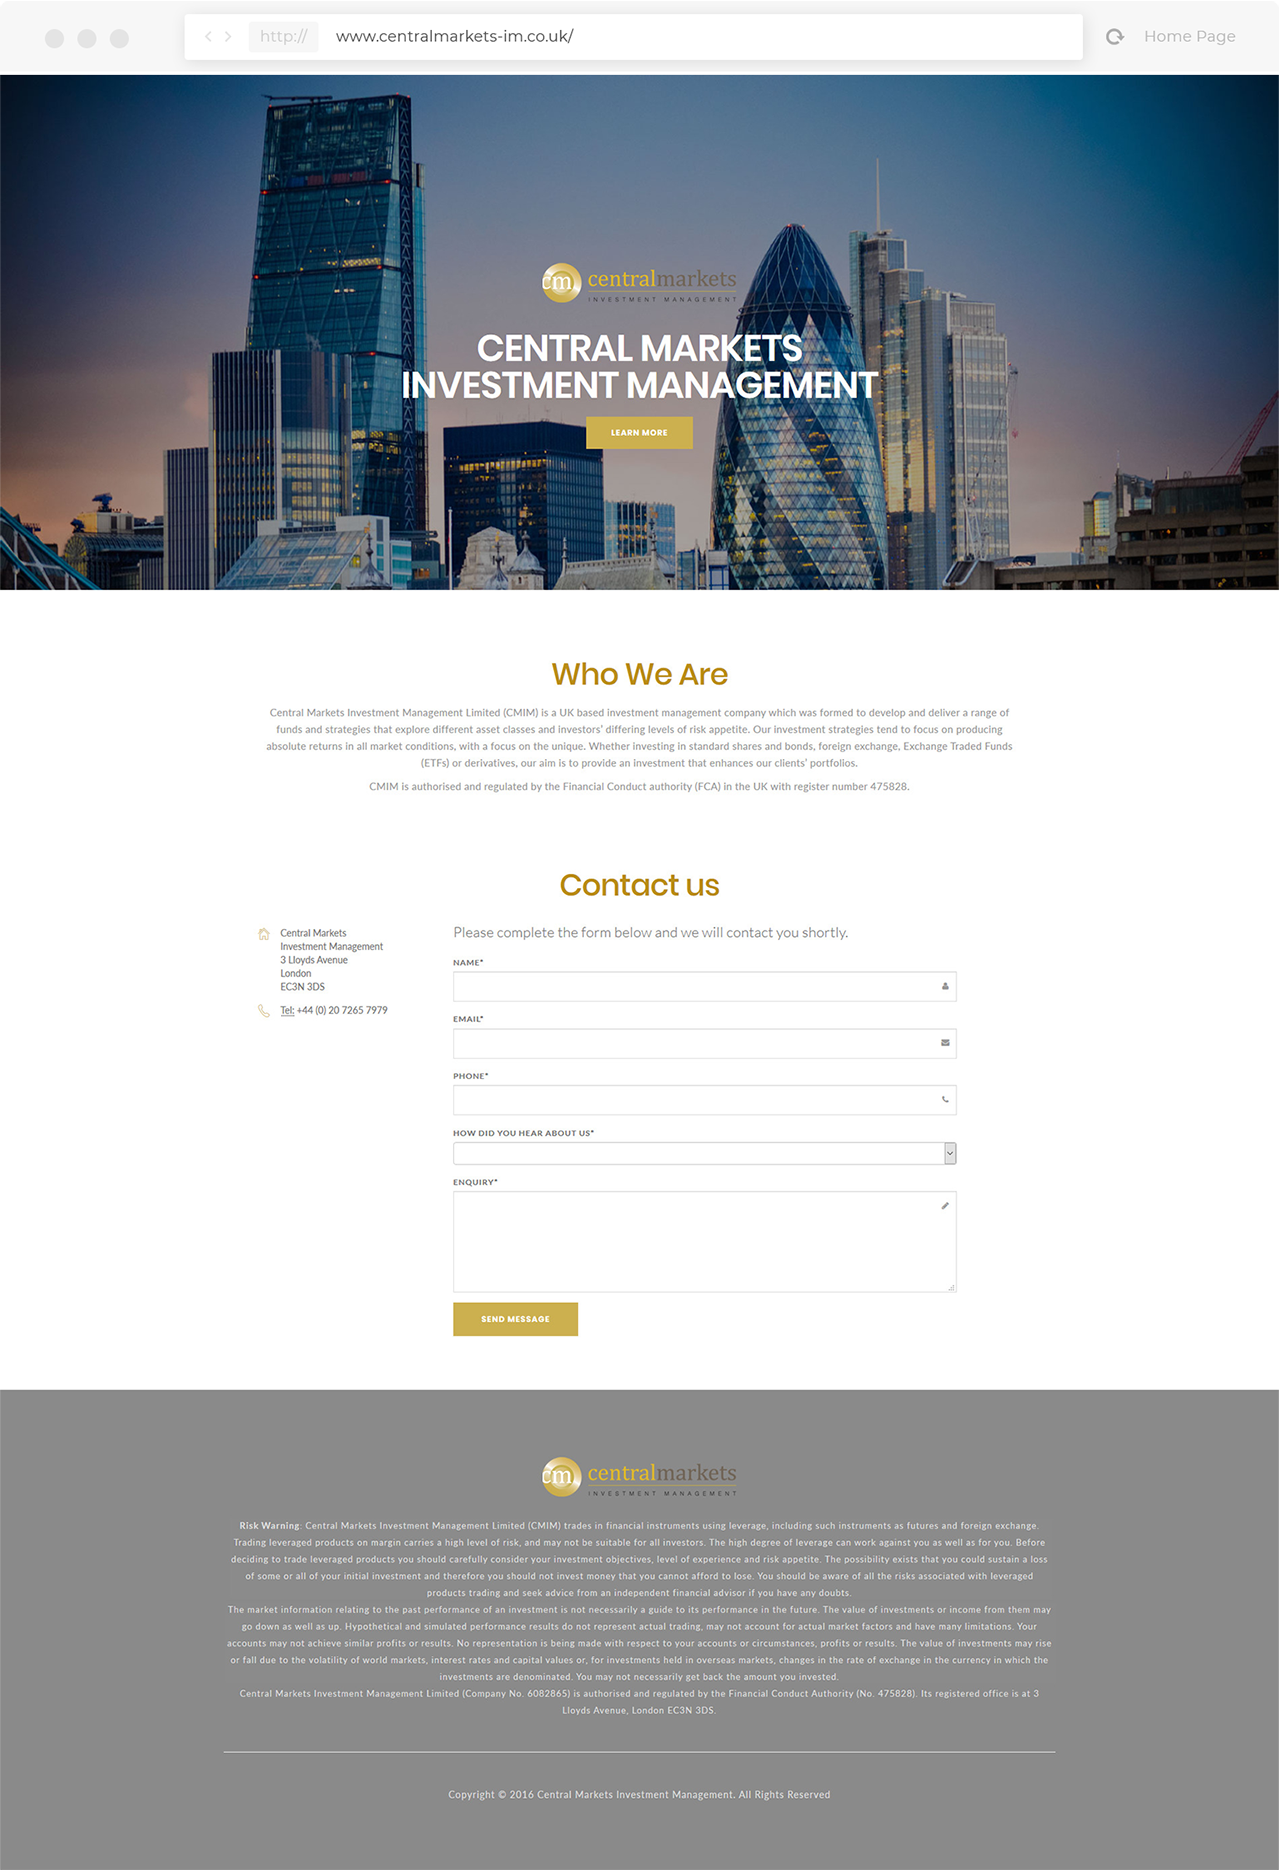 http://
www.centralmarkets-im.co.uk/
Home Page
cm centralmarkets
INVESTMENT MANAGEMENT
CENTRAL MARKETS
INVESTMENT MANAGEMENT
LEARN MORE
Who We Are
Central Markets Investment Management Limited (CMIM) is a UK based investment management company which was formed to develop and deliver a range of
funds and strategies that explore different asset classes and investors' differing levels of risk appetite. Our investment strategies tend to focus on producing
absolute returns in all market conditions, with a focus on the unique. Whether investing in standard shares and bonds, foreign exchange, Exchange Traded Funds
(ETFs) or derivatives, our aim is to provide an investment that enhances our clients' portfolios.
CMIM is authorised and regulated by the Financial Conduct authority (FCA) in the UK with register number 475828.
Contact us
Central Markets
Investment Management
3 Lloyds Avenue
London
EC3N 3DS
Tel: +44 (0) 20 7265 7979
Please complete the form below and we will contact you shortly.
NAME*
EMAIL*
PHONE*
HOW DID YOU HEAR ABOUT US*
ENQUIRY*
SEND MESSAGE
cm centralmarkets
INVESTMENT MANAGEMENT
Risk Warning: Central Markets Investment Management Limited (CMIM) trades in financial instruments using leverage, including such instruments as futures and foreign exchange.
Trading leveraged products on margin carries a high level of risk, and may not be suitable for all investors. The high degree of leverage can work against you as well as for you. Before
deciding to trade leveraged products you should carefully consider your investment objectives, level of experience and risk appetite. The possibility exists that you could sustain a loss
of some or all of your initial investment and therefore you should not invest money that you cannot afford to lose. You should be aware of all the risks associated with leveraged
products trading and seek advice from an independent financial advisor if you have any doubts.
The market information relating to the past performance of an investment is not necessarily a guide to its performance in the future. The value of investments or income from them may
go down as well as up. Hypothetical and simulated performance results do not represent actual trading, may not account for actual market factors and have many limitations. Your
accounts may not achieve similar profits or results. No representation is being made with respect to your accounts or circumstances, profits or results. The value of investments may rise
or fall due to the volatility of world markets, interest rates and capital values or, for investments held in overseas markets, changes in the rate of exchange in the currency in which the
investments are denominated. You may not necessarily get back the amount you invested.
Central Markets Investment Management Limited (Company No. 6082865) is authorised and regulated by the Financial Conduct Authority (No. 475828). Its registered office is at 3
Lloyds Avenue, London EC3N 3DS.
Copyright © 2016 Central Markets Investment Management. All Rights Reserved